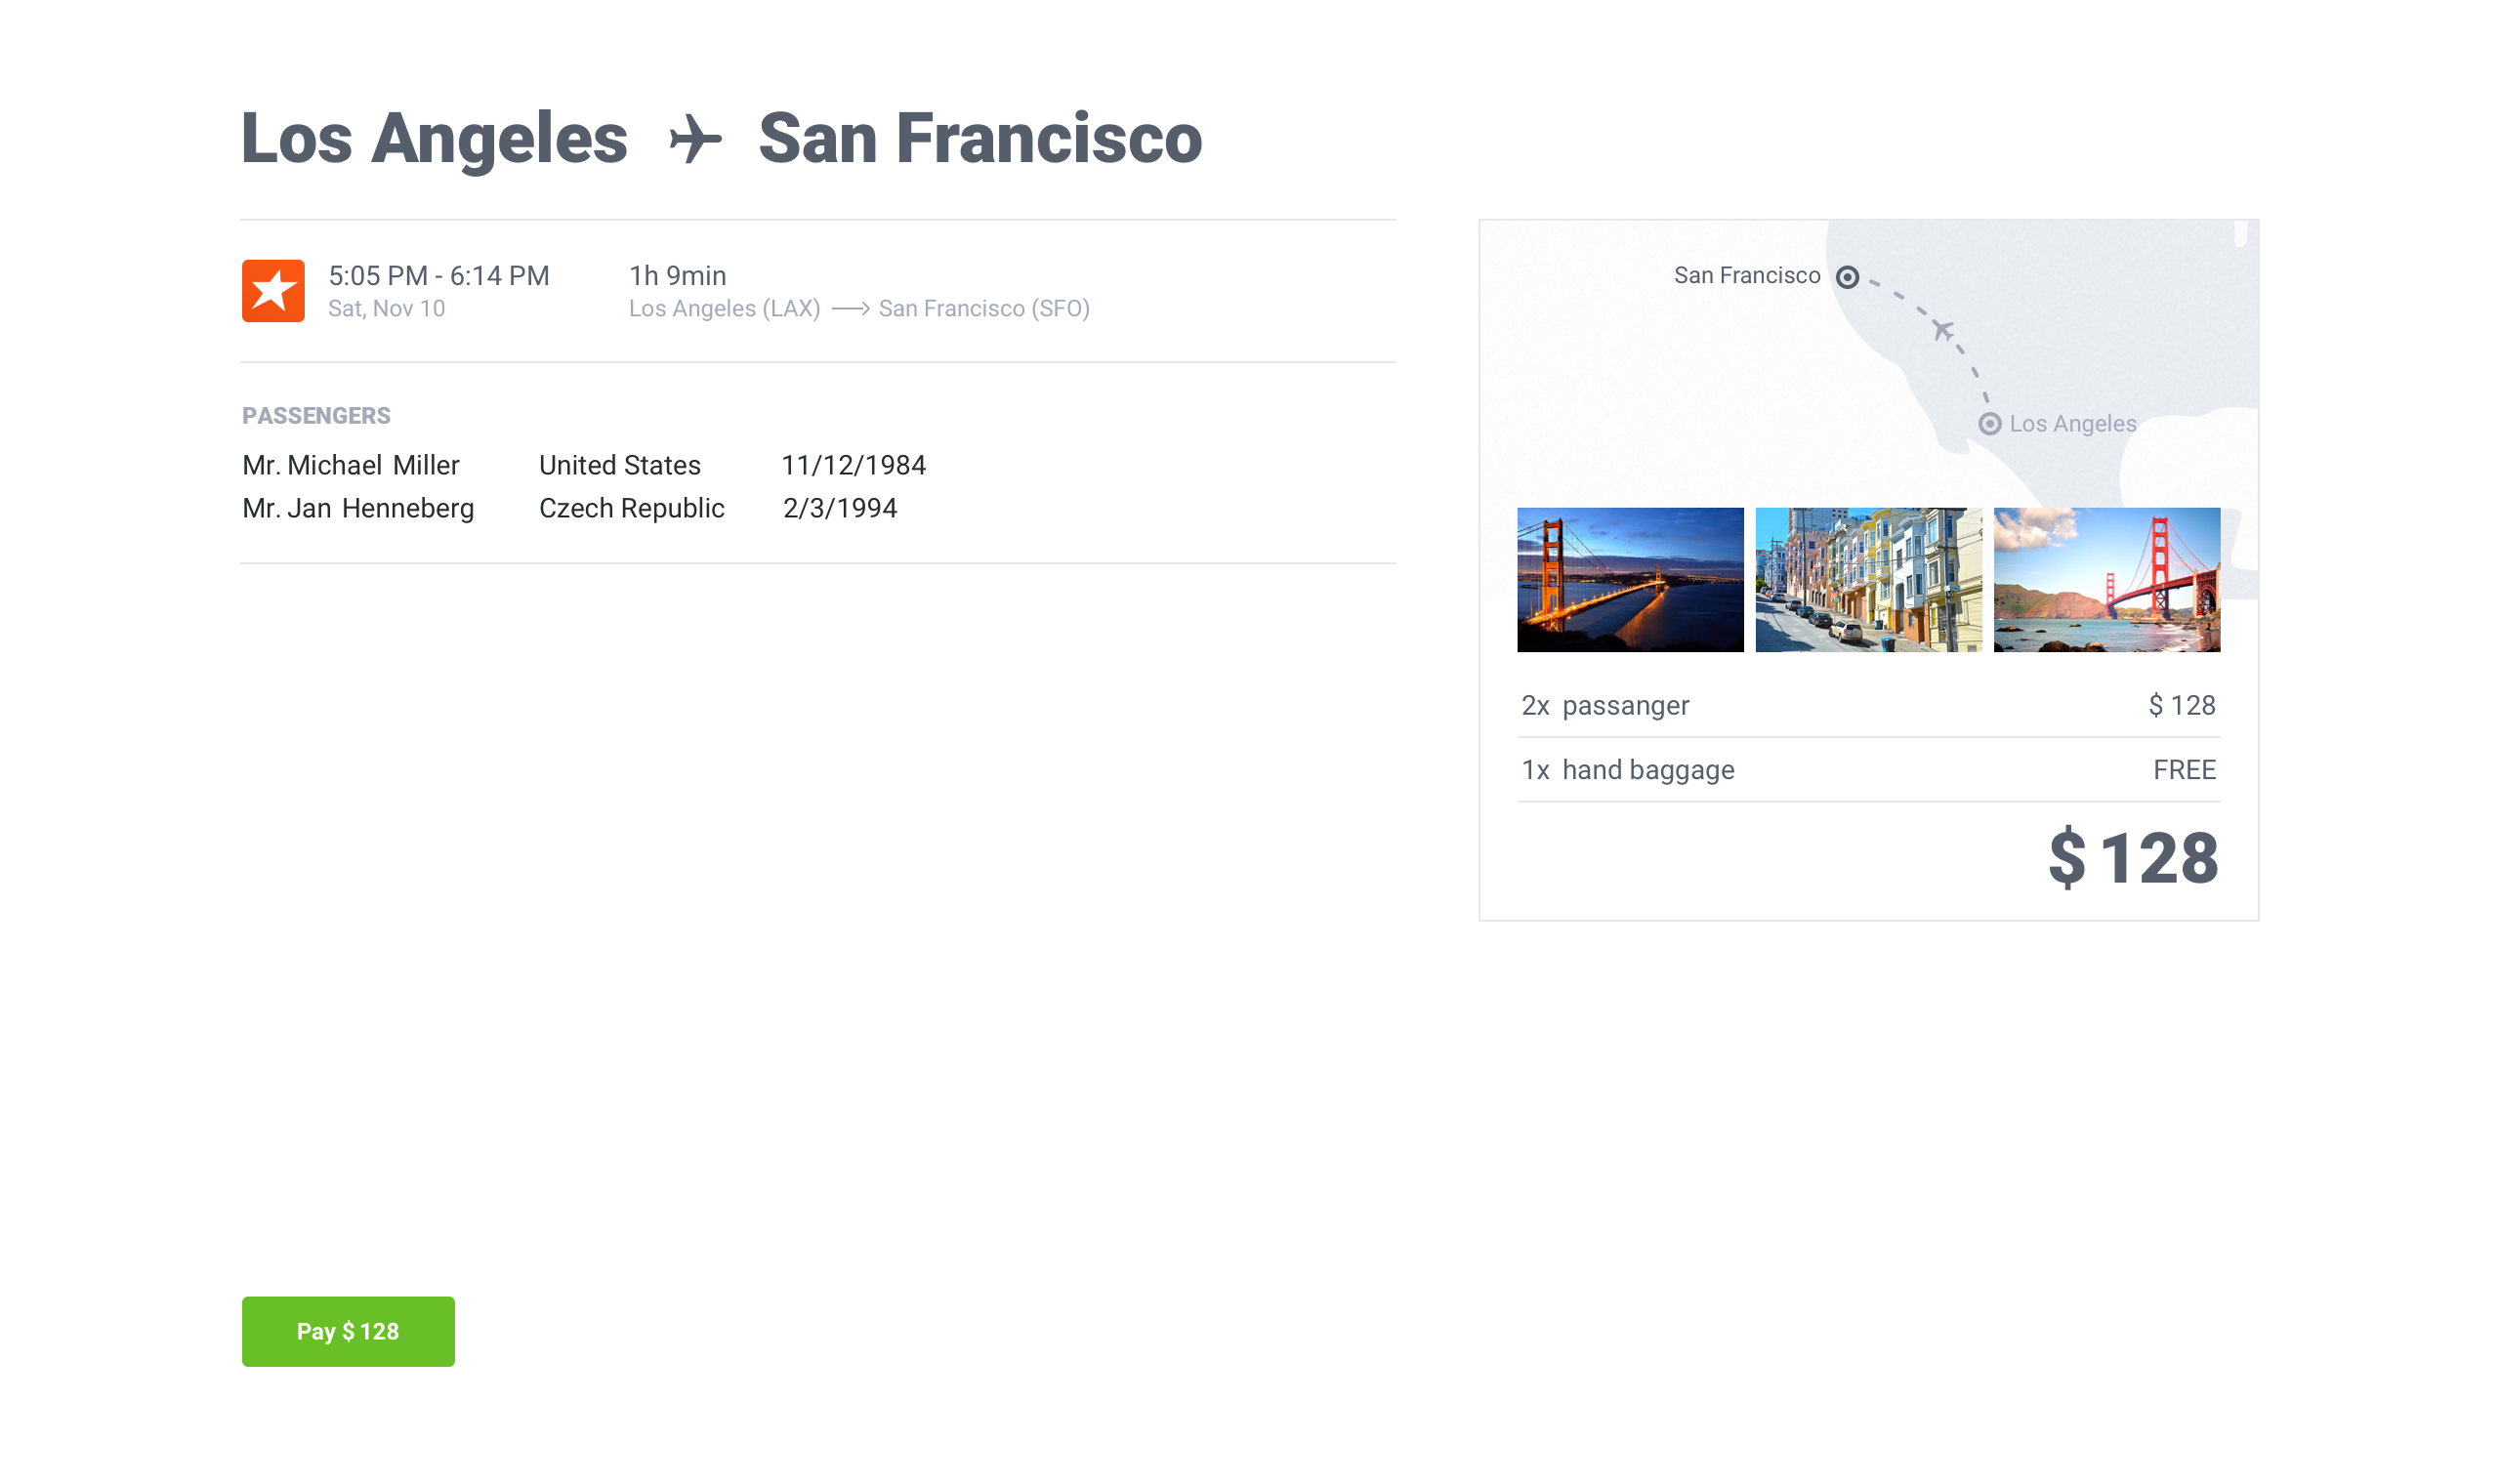 Los Angeles San Francisco
5:05 PM - 6:14 PM 1h 9min
Sat, Nov 10 Los Angeles (LAX) San Francisco (SFO)
PASSENGERS
Mr. Michael Miller United States 11/12/1984
Mr. Jan Henneberg Czech Republic 2/3/1994
San Francisco
Los Angeles
2x passanger $ 128
1x hand baggage FREE
$ 128
Pay $ 128